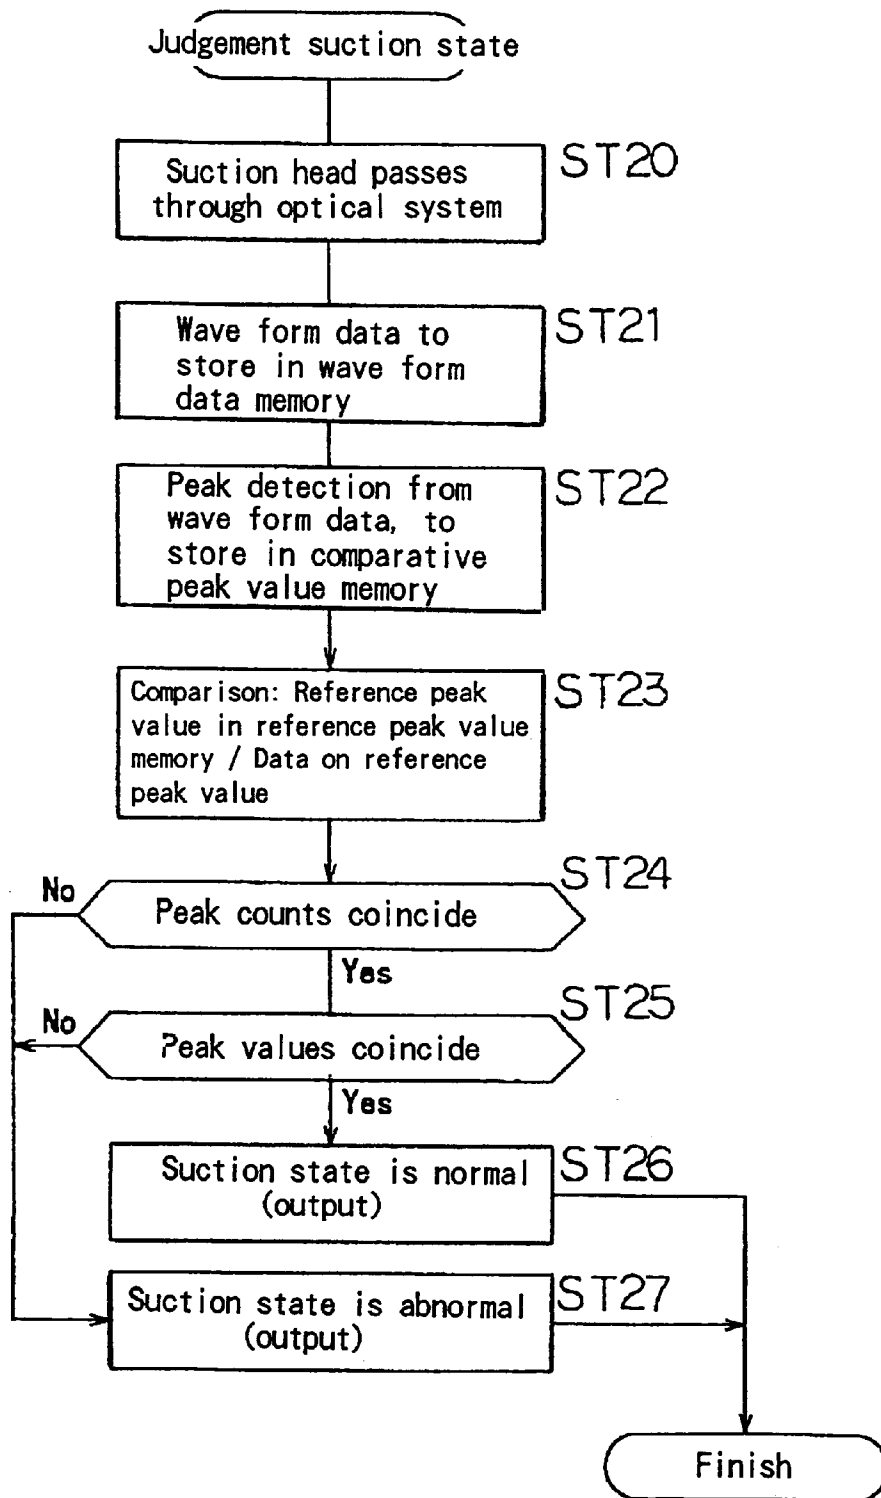 Judgement suction state
ST20
Suction head passes
through optical system
ST21
Wave form data to
store in wave form
data memory
ST22
Peak detection from
wave form data, to
store in comparative
peak value memory
ST23
Comparison: Reference peak
value in reference peak value
memory / Data on reference
peak value
ST24
No
Peak counts coincide
Yes
ST25
No
Peak values coincide
Yes
ST26
Suction state is normal
(output)
ST27
Suction state is abnormal
(output)
Finish